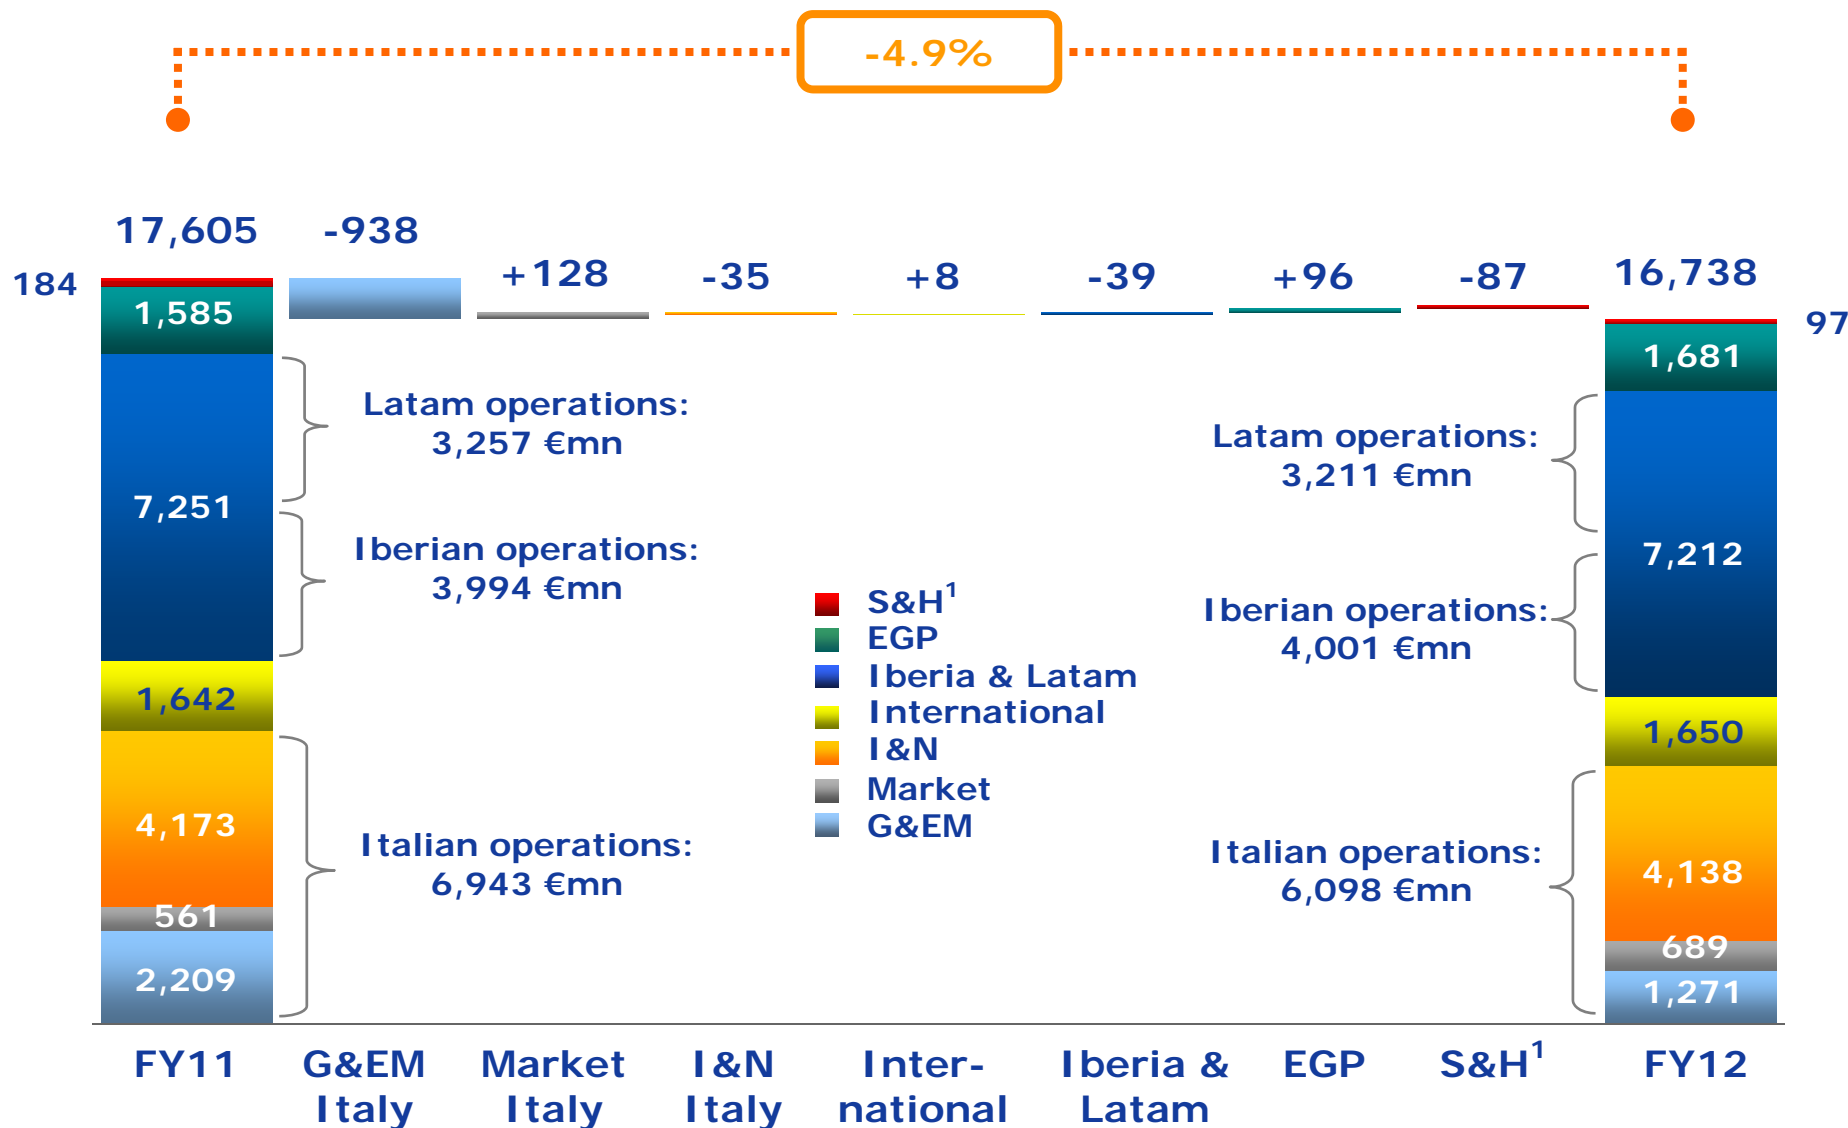 -4.9%
17,605
-938
+128
-35
+8
-39
+96
-87
16,738
184
97
1,585
7,251
1,642
4,173
561
2,209
Latam operations:
3,257 €mn
Iberian operations:
3,994 €mn
Italian operations:
6,943 €mn
S&H1
EGP
Iberia & Latam
International
I&N
Market
G&EM
Latam operations:
3,211 €mn
Iberian operations:
4,001 €mn
Italian operations:
6,098 €mn
1,681
7,212
1,650
4,138
689
1,271
FY11
G&EM
Italy
Market
Italy
I&N
Italy
Inter-
national
Iberia &
Latam
EGP
S&H1
FY12